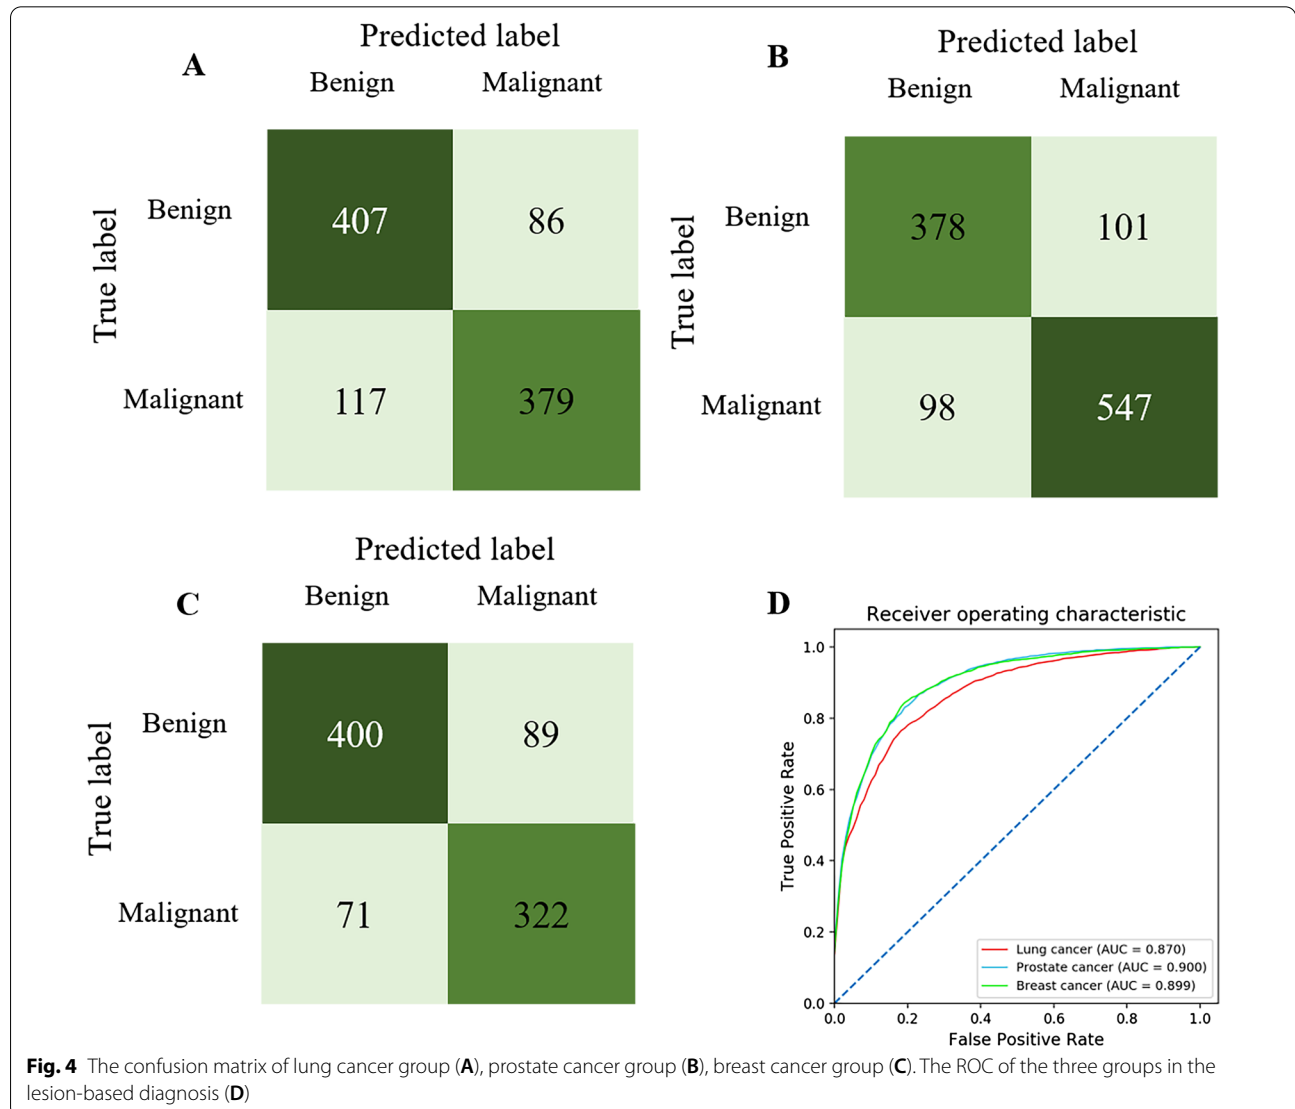 A
Predicted label
Benign Malignant
True label
Benign 407 86
Malignant 117 379
B
Predicted label
Benign Malignant
True label
Benign 378 101
Malignant 98 547
C
Predicted label
Benign Malignant
True label
Benign 400 89
Malignant 71 322
D
Receiver operating characteristic
True Positive Rate
1.0
0.8
0.6
0.4
0.2
0.0
Lung cancer (AUC = 0.870)
Prostate cancer (AUC = 0.900)
Breast cancer (AUC = 0.899)
0.0 0.2 0.4 0.6 0.8 1.0
False Positive Rate
Fig. 4 The confusion matrix of lung cancer group (A), prostate cancer group (B), breast cancer group (C). The ROC of the three groups in the
lesion-based diagnosis (D)